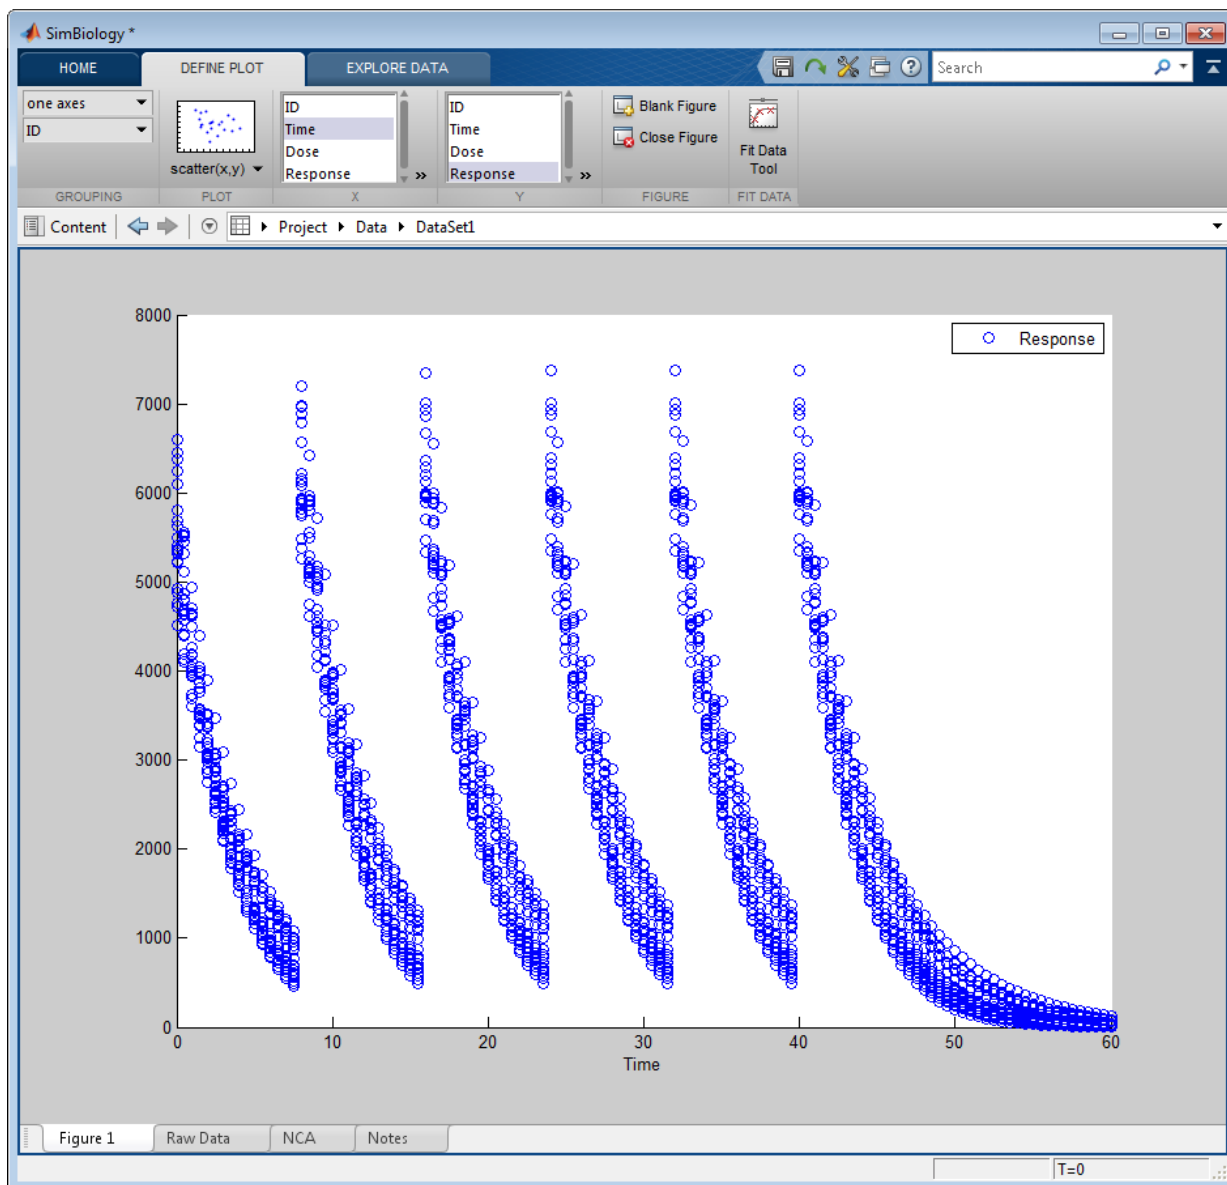 SimBiology *
HOME DEFINE PLOT EXPLORE DATA Search
one axes
ID
scatter(x,y)
ID
Time
Dose
Response
ID
Time
Dose
Response
Blank Figure
Close Figure
Fit Data
Tool
GROUPING PLOT X Y FIGURE FIT DATA
Content Project Data DataSet1
8000
7000
6000
5000
4000
3000
2000
1000
0
Response
0 10 20 30 40 50 60
Time
Figure 1 Raw Data NCA Notes
T=0